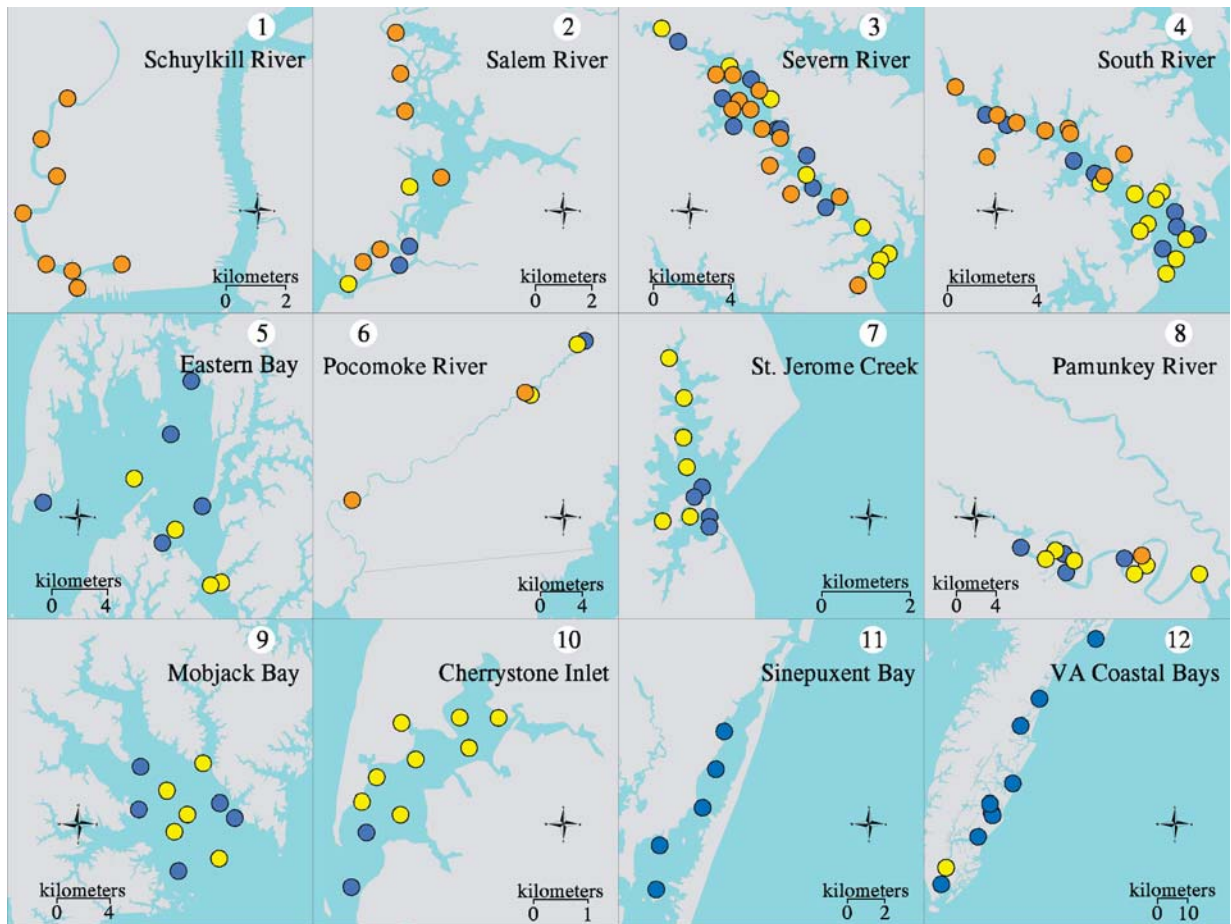 1
Schuylkill River
kilometers
0 2
2
Salem River
kilometers
0 2
3
Severn River
kilometers
0 4
4
South River
kilometers
0 4
5
Eastern Bay
kilometers
0 4
6
Pocomoke River
kilometers
0 4
7
St. Jerome Creek
kilometers
0 2
8
Pamunkey River
kilometers
0 4
9
Mobjack Bay
kilometers
0 4
10
Cherrystone Inlet
kilometers
0 1
11
Sinepuxent Bay
kilometers
0 2
12
VA Coastal Bays
kilometers
0 10